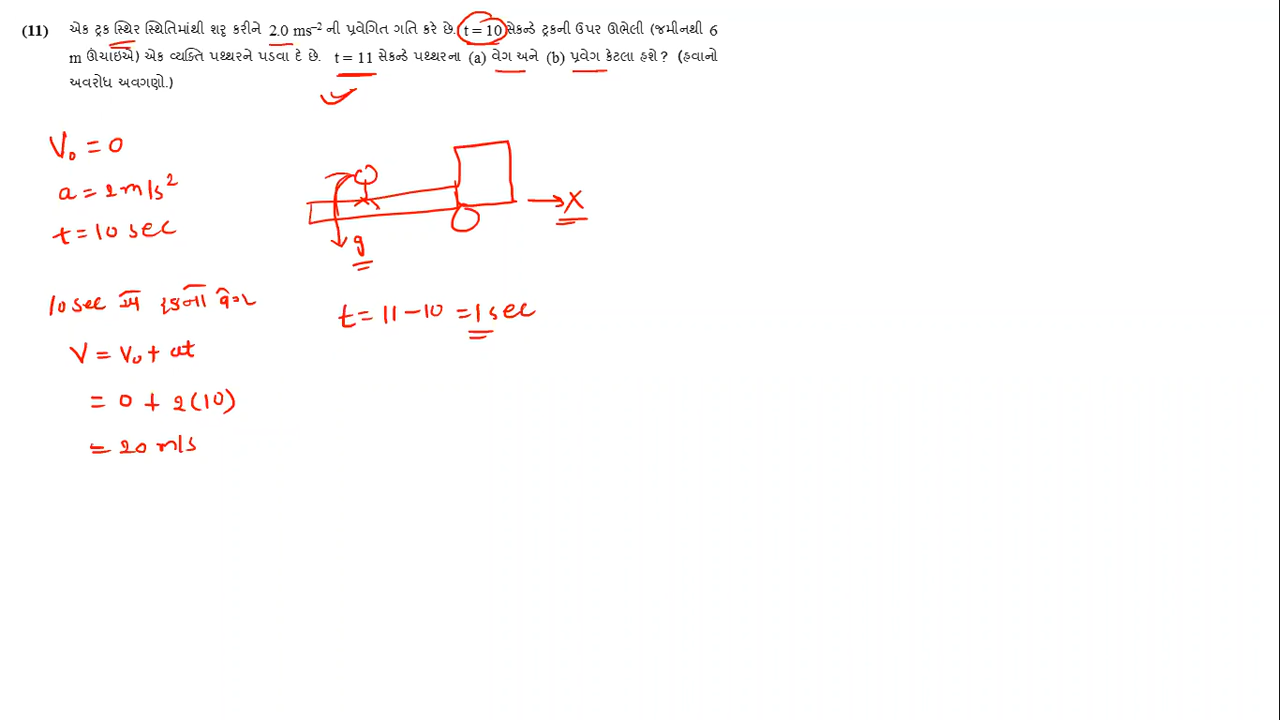 (11) એક ટ્રક સ્થિર સ્થિતિમાંથી શરૂ કરીને 2.0 ms⁻² ની પ્રવેગિત ગતિ કરે છે. t = 10 સેકન્ડે ટ્રકની ઉપર ઊભેલી (જમીનથી 6
m ઊંચાઇએ) એક વ્યક્તિ પથ્થરને પડવા દે છે. t = 11 સેકન્ડે પથ્થરના (a) વેગ અને (b) પ્રવેગ કેટલા હશે ? (હવાનો
અવરોધ અવગણો.)
V₀ = 0
a = 2 m/s²
t = 10 sec
X
g
10 sec એ ટ્રકનો વેગ
t = 11 – 10 = 1 sec
V = V₀ + at
= 0 + 2(10)
= 20 m/s